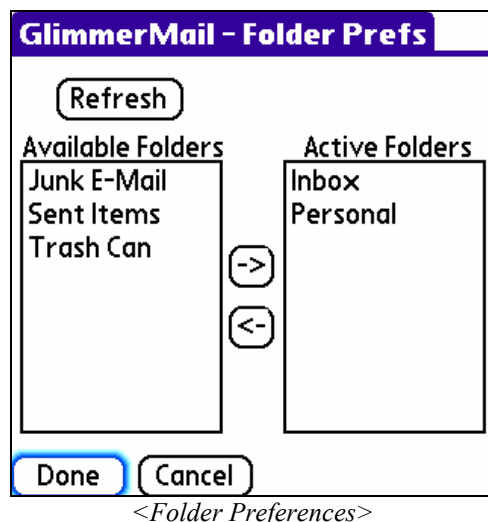 GlimmerMail - Folder Prefs
Refresh
Available Folders
Active Folders
Junk E-Mail
Sent Items
Trash Can
Inbox
Personal
->
<-
Done
Cancel
<Folder Preferences>